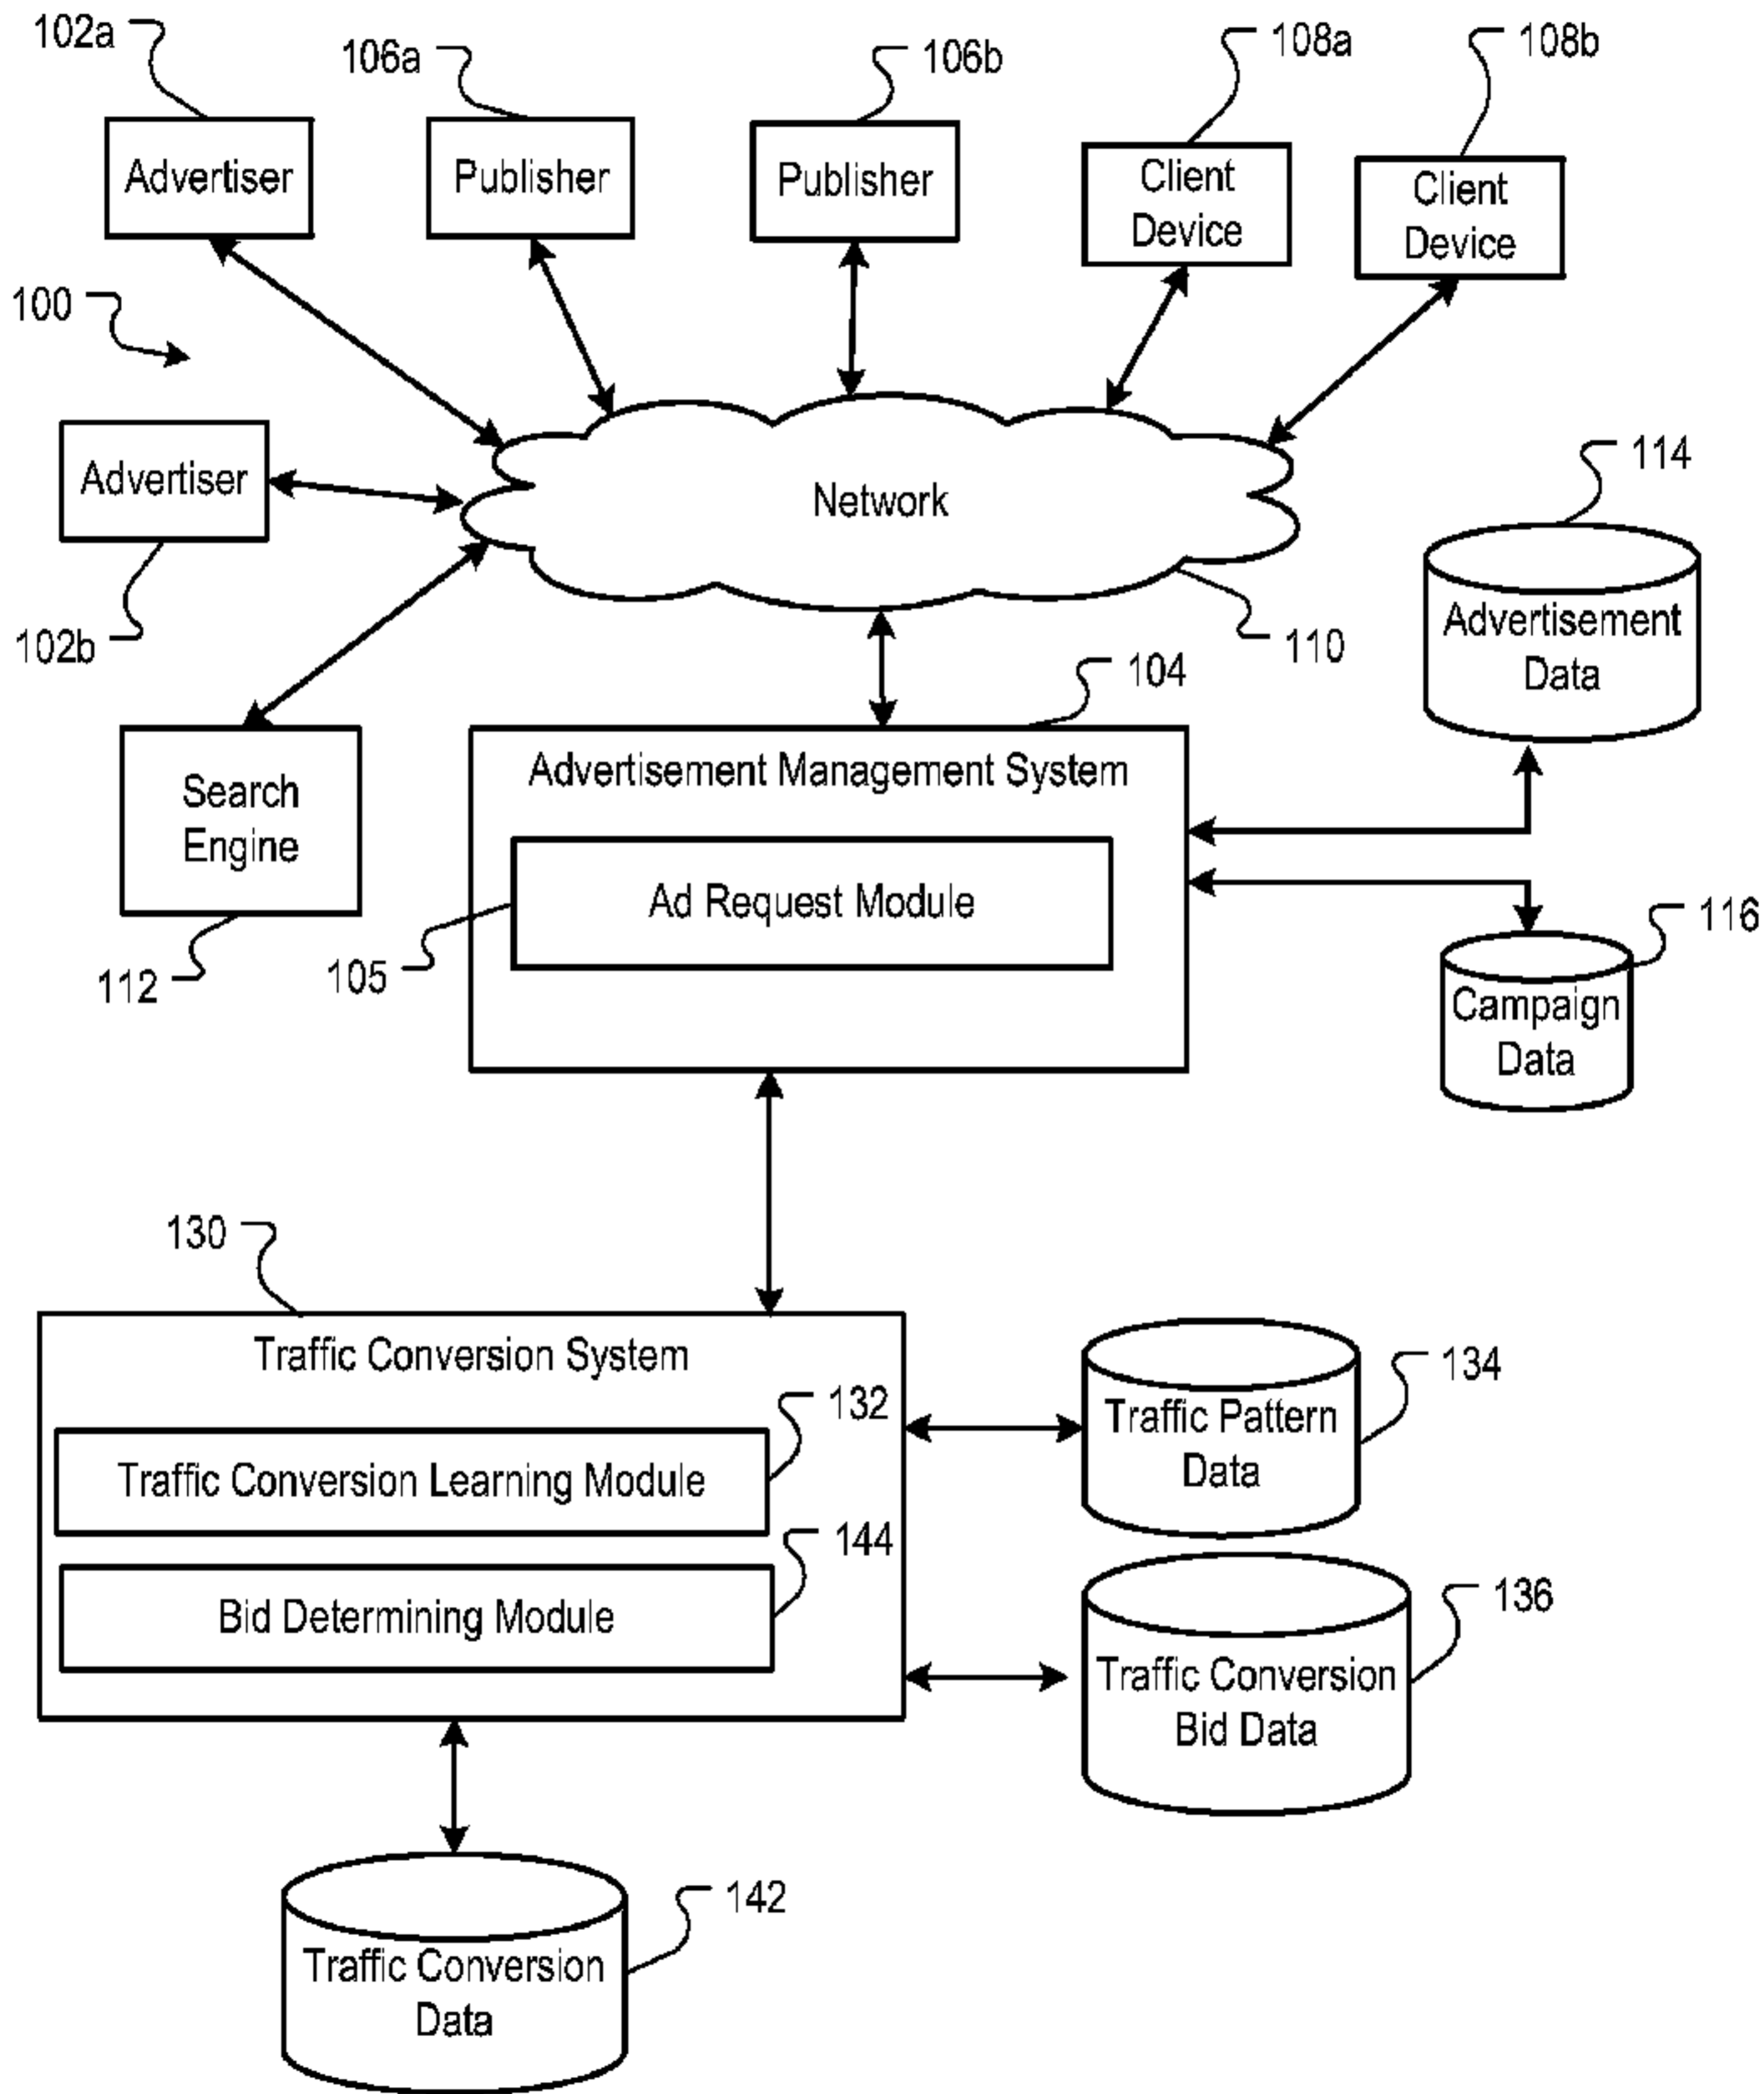 102a
106a
106b
108a
108b
Advertiser
Publisher
Publisher
Client
Device
Client
Device
100
Advertiser
Network
114
102b
110
Advertisement
Data
104
Search
Engine
Advertisement Management System
Ad Request Module
116
112
105
Campaign
Data
130
Traffic Conversion System
132
134
Traffic Conversion Learning Module
Traffic Pattern
Data
144
Bid Determining Module
136
Traffic Conversion
Bid Data
142
Traffic Conversion
Data